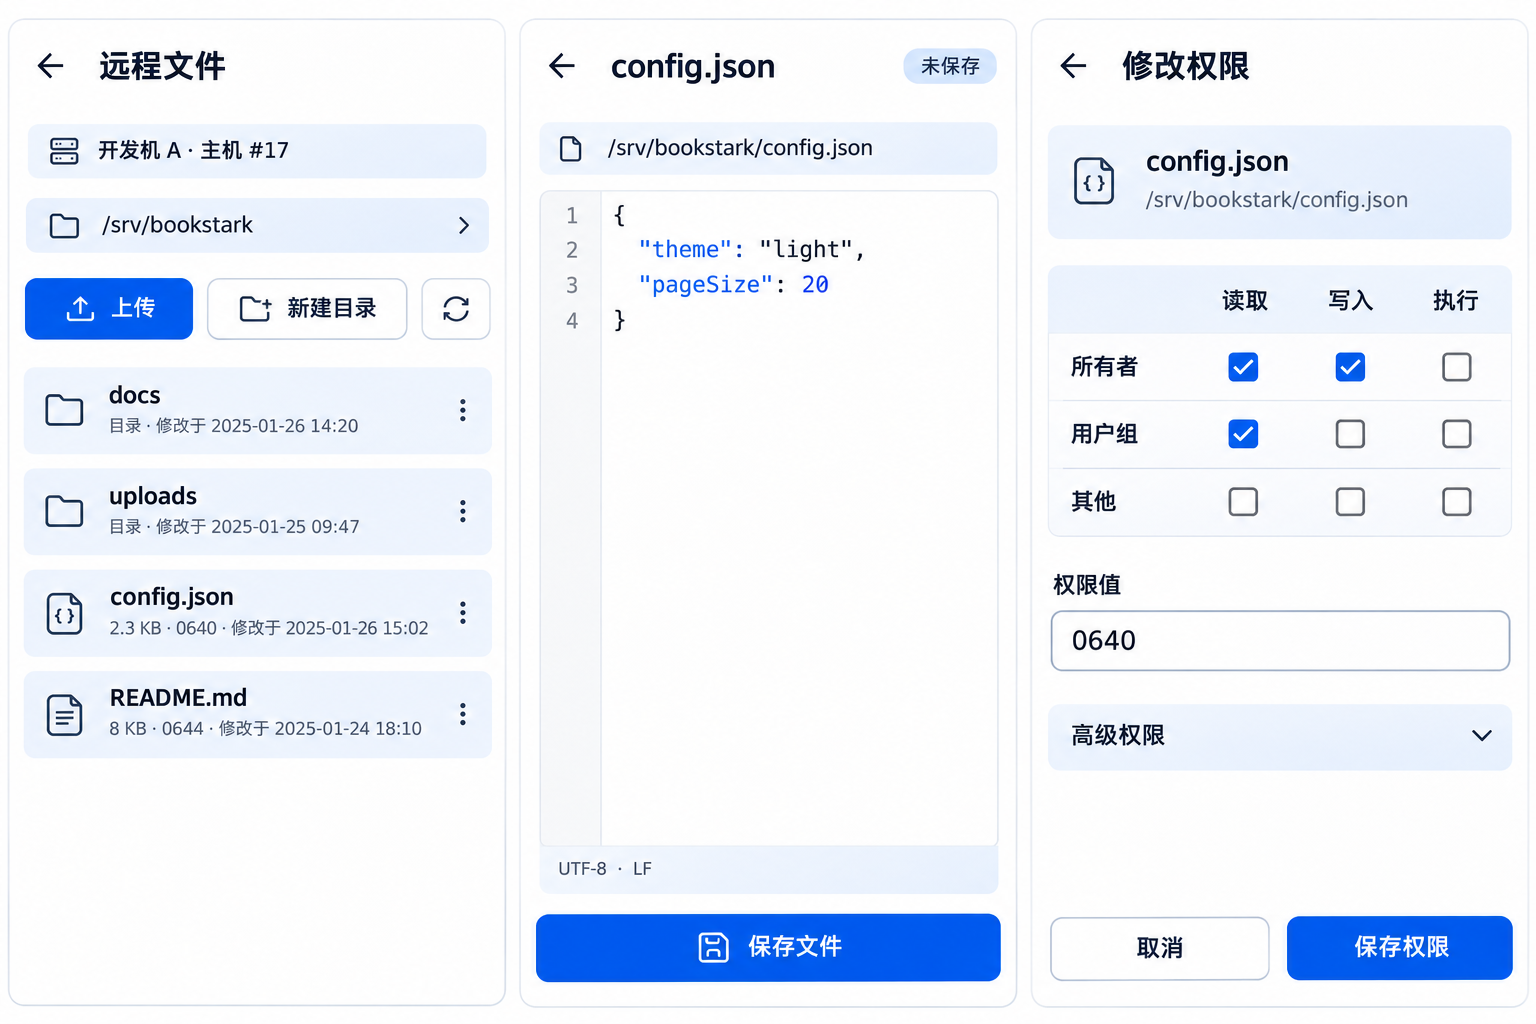 远程文件
开发机 A · 主机 #17
/srv/bookstark
上传
新建目录
docs
目录 · 修改于 2025-01-26 14:20
uploads
目录 · 修改于 2025-01-25 09:47
config.json
2.3 KB · 0640 · 修改于 2025-01-26 15:02
README.md
8 KB · 0644 · 修改于 2025-01-24 18:10
config.json
未保存
/srv/bookstark/config.json
1 {
2 "theme": "light",
3 "pageSize": 20
4 }
UTF-8 · LF
保存文件
修改权限
{} config.json
/srv/bookstark/config.json
读取 写入 执行
所有者
用户组
其他
权限值
0640
高级权限
取消
保存权限